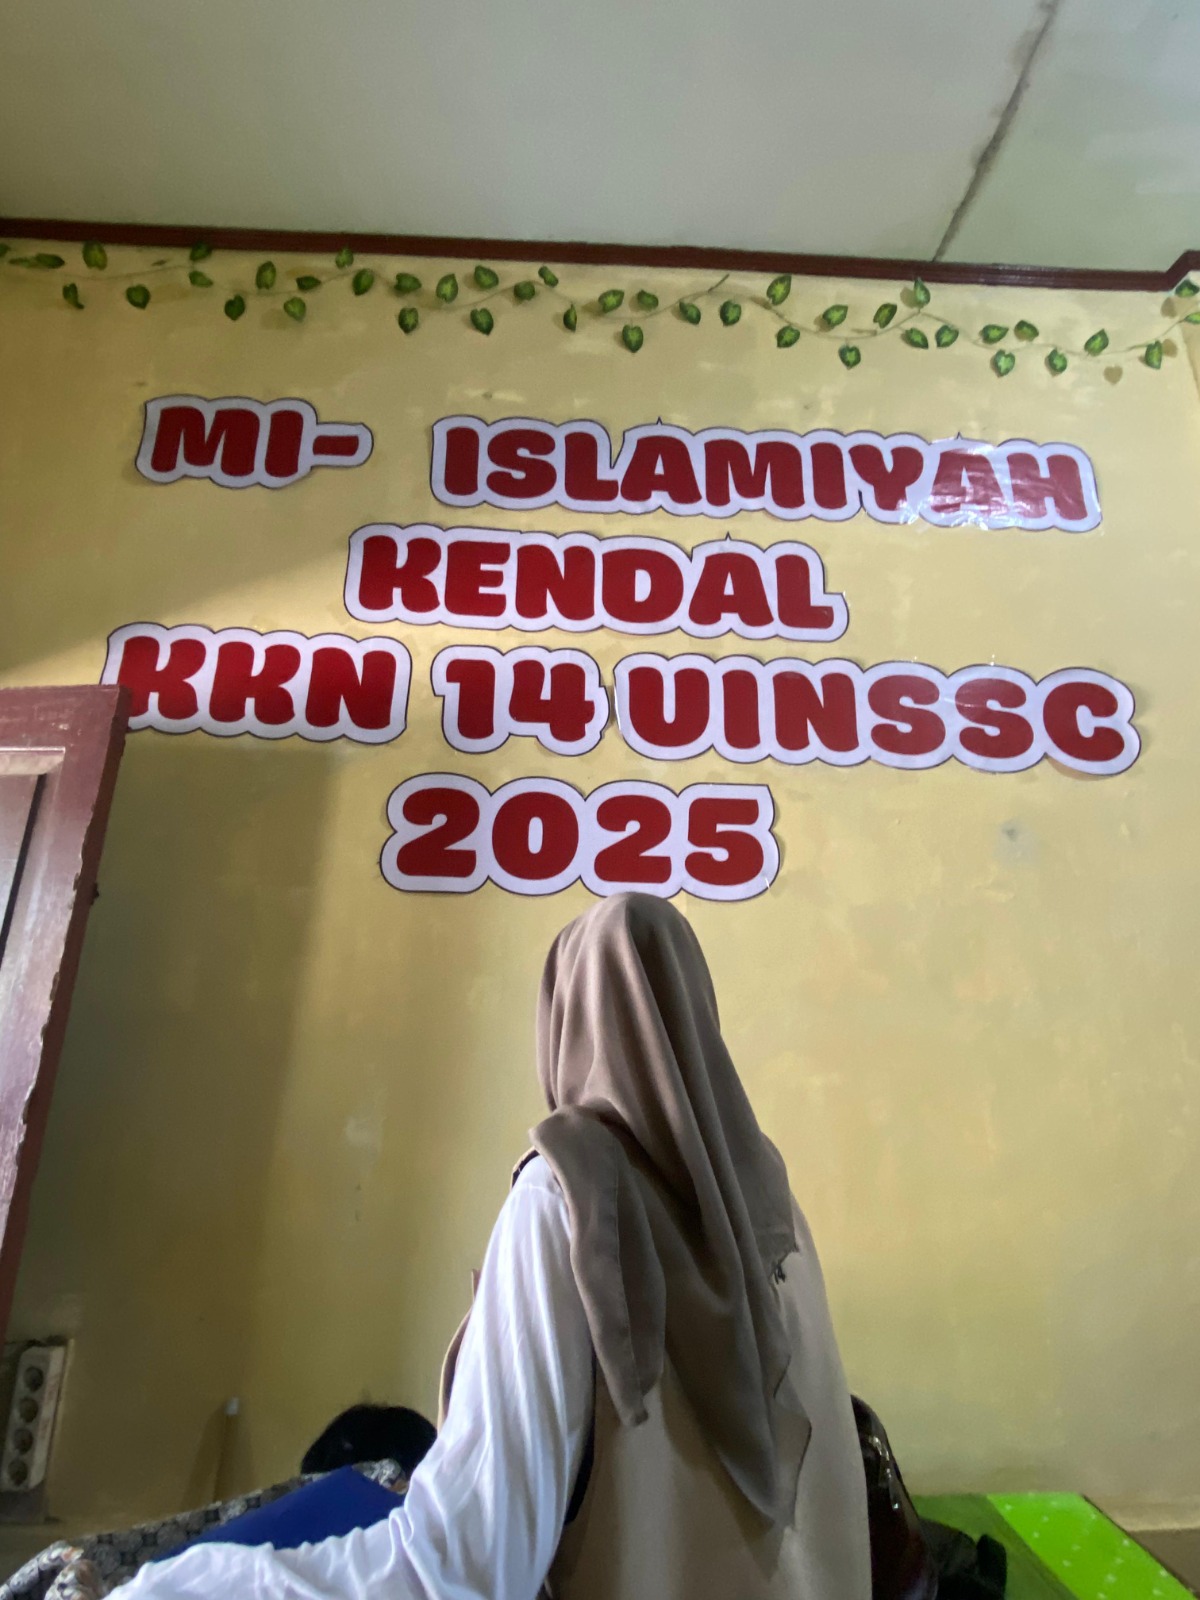 MI- ISLAMIYAH
KENDAL
KKN 14 UINSSC
2025